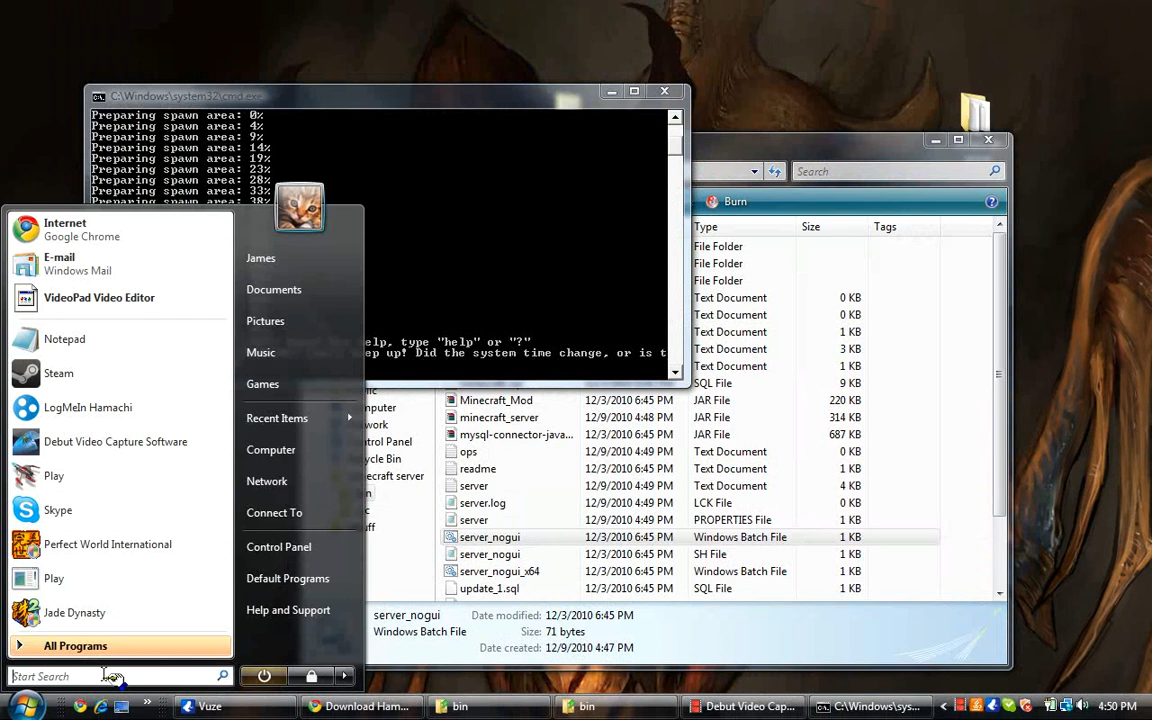 C:\Windows\system32\cmd.exe
Preparing spawn area: 0%
Preparing spawn area: 4%
Preparing spawn area: 9%
Preparing spawn area: 14%
Preparing spawn area: 19%
Preparing spawn area: 23%
Preparing spawn area: 28%
Preparing spawn area: 33%
Preparing spawn area: 38%
help, type "help" or "?"
up! Did the system time change, or is t
Search
Burn
Type Size Tags
File Folder
File Folder
File Folder
Text Document 0 KB
Text Document 0 KB
Text Document 3 KB
Text Document 1 KB
SQL File 9 KB
Minecraft_Mod 12/3/2010 6:45 PM JAR File 220 KB
minecraft_server 12/9/2010 4:48 PM JAR File 314 KB
mysql-connector-java... 12/3/2010 6:45 PM JAR File 687 KB
ops 12/9/2010 4:49 PM Text Document 0 KB
readme 12/3/2010 6:45 PM Text Document 1 KB
server 12/9/2010 4:49 PM Text Document 4 KB
server.log 12/9/2010 4:49 PM LCK File 0 KB
server 12/9/2010 4:49 PM PROPERTIES File 1 KB
server_nogui 12/3/2010 6:45 PM Windows Batch File 1 KB
server_nogui 12/3/2010 6:45 PM SH File 1 KB
server_nogui_x64 12/3/2010 6:45 PM Windows Batch File 1 KB
update_1.sql 12/3/2010 6:45 PM SQL File 1 KB
server_nogui Date modified: 12/3/2010 6:45 PM
Windows Batch File Size: 71 bytes
Date created: 12/9/2010 4:47 PM
Internet
Google Chrome
E-mail
Windows Mail
VideoPad Video Editor
Notepad
Steam
LogMeIn Hamachi
Debut Video Capture Software
Play
Skype
Perfect World International
Play
Jade Dynasty
All Programs
Start Search
James
Documents
Pictures
Music
Games
Recent Items
Computer
Network
Connect To
Control Panel
Default Programs
Help and Support
Vuze
Download Ham...
bin
bin
Debut Video Cap...
C:\Windows\sys...
4:50 PM